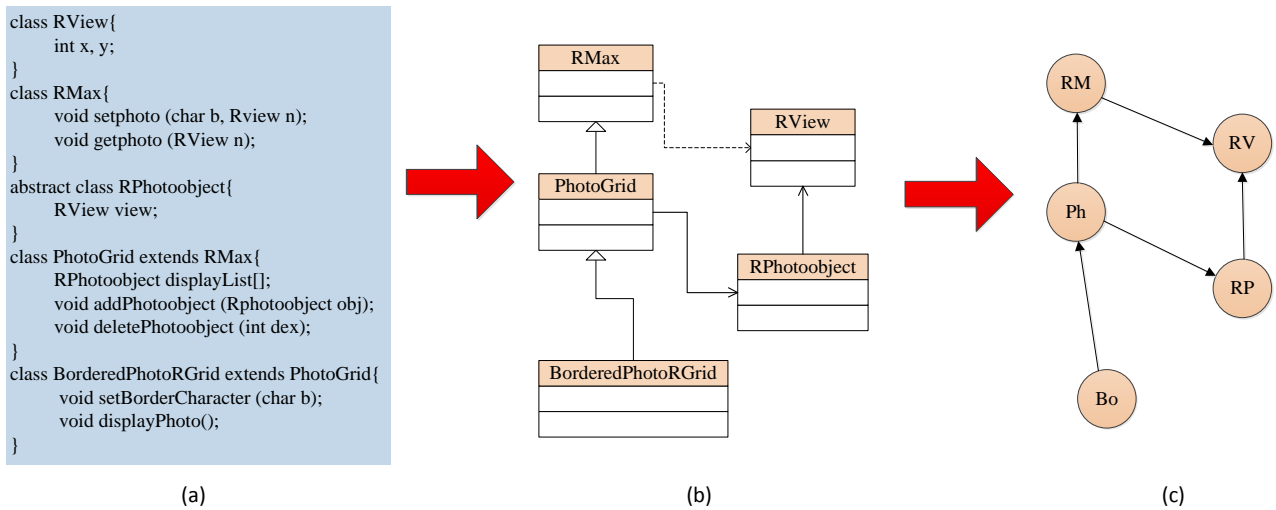 class RView{
int x, y;
}
class RMax{
void setphoto (char b, Rview n);
void getphoto (RView n);
}
abstract class RPhotoobject{
RView view;
}
class PhotoGrid extends RMax{
RPhotoobject displayList[];
void addPhotoobject (Rphotoobject obj);
void deletePhotoobject (int dex);
}
class BorderedPhotoRGrid extends PhotoGrid{
void setBorderCharacter (char b);
void displayPhoto();
}
(a)
RMax
RView
PhotoGrid
RPhotoobject
BorderedPhotoRGrid
(b)
RM
RV
Ph
RP
Bo
(c)